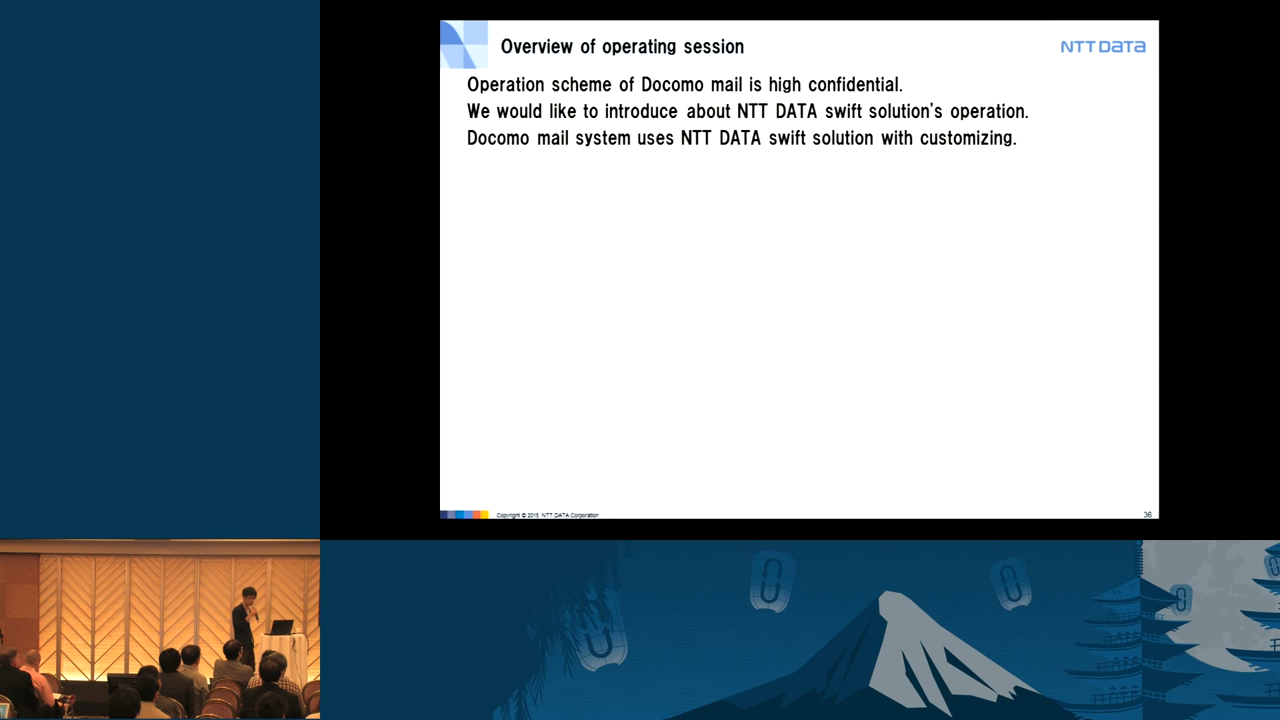 Overview of operating session
NTT DATA
Operation scheme of Docomo mail is high confidential.
We would like to introduce about NTT DATA swift solution's operation.
Docomo mail system uses NTT DATA swift solution with customizing.
Copyright © 2015 NTT DATA Corporation
36